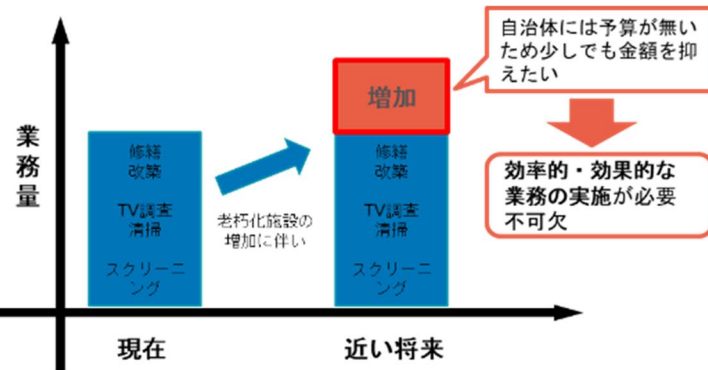 業務量
修繕
改築
TV調査
清掃
スクリーニ
ング
老朽化施設の
増加に伴い
増加
修繕
改築
TV調査
清掃
スクリーニ
ング
自治体には予算が無い
ため少しでも金額を抑
えたい
効率的・効果的な
業務の実施が必要
不可欠
現在
近い将来